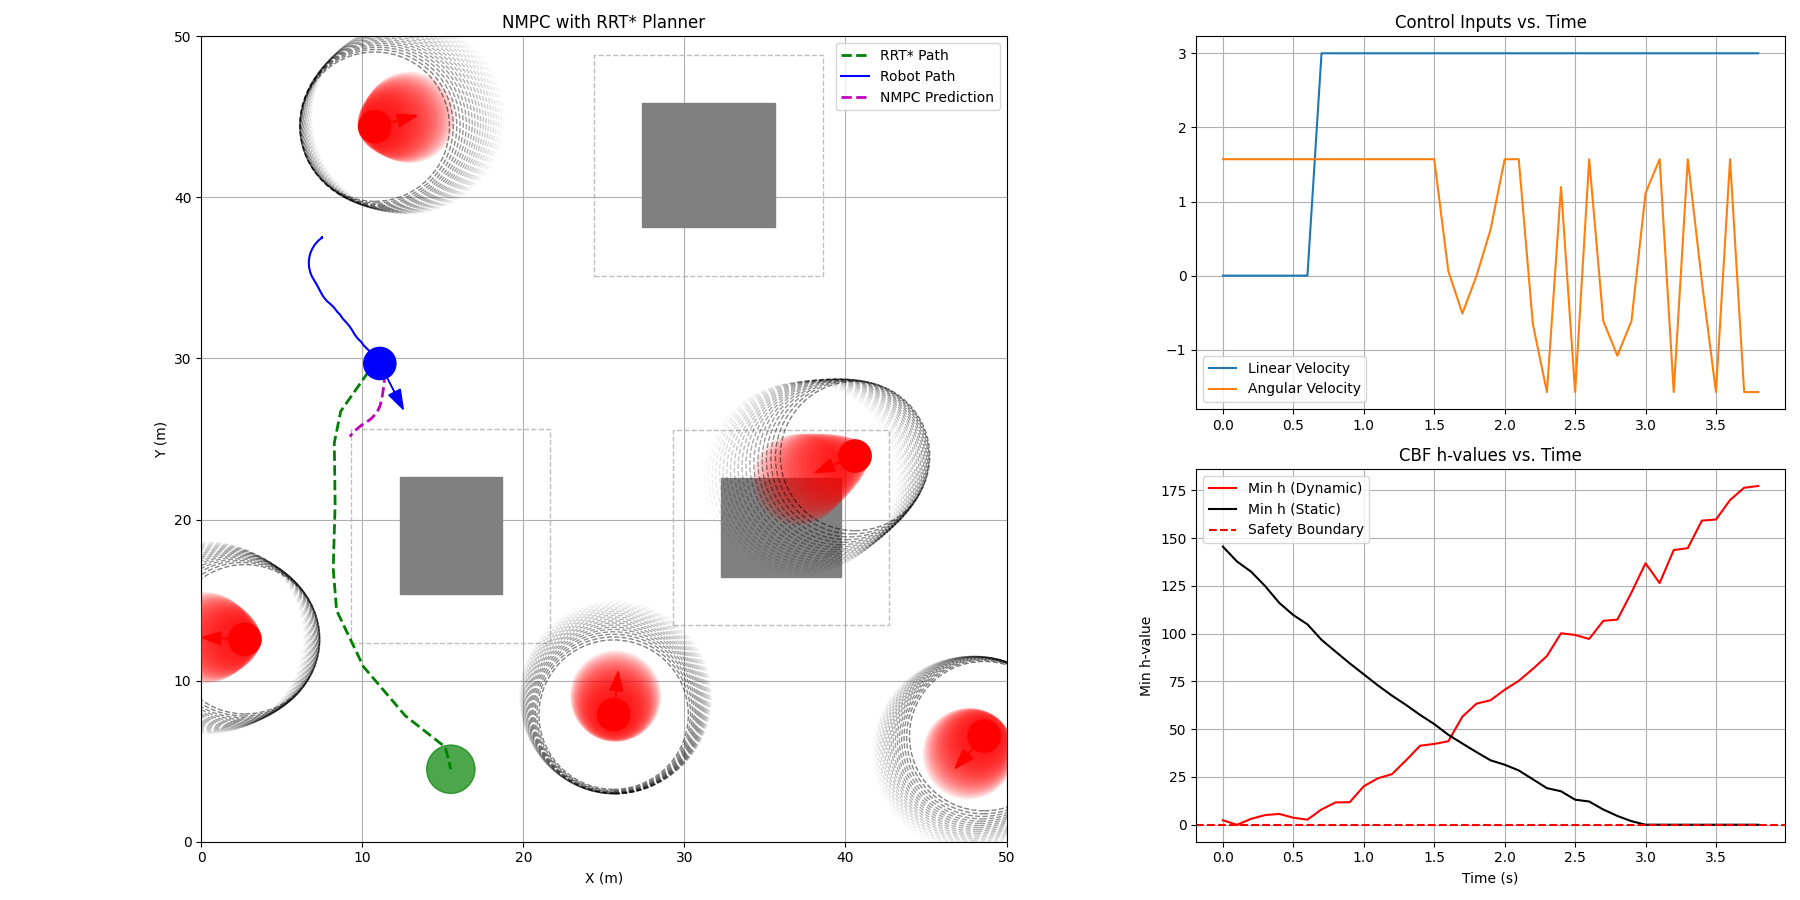 NMPC with RRT* Planner
RRT* Path
Robot Path
NMPC Prediction
Y (m)
50
40
30
20
10
0
0 10 20 30 40 50
X (m)
Control Inputs vs. Time
3
2
1
0
−1
Linear Velocity
Angular Velocity
0.0 0.5 1.0 1.5 2.0 2.5 3.0 3.5
CBF h-values vs. Time
Min h (Dynamic)
Min h (Static)
Safety Boundary
Min h-value
175
150
125
100
75
50
25
0
0.0 0.5 1.0 1.5 2.0 2.5 3.0 3.5
Time (s)